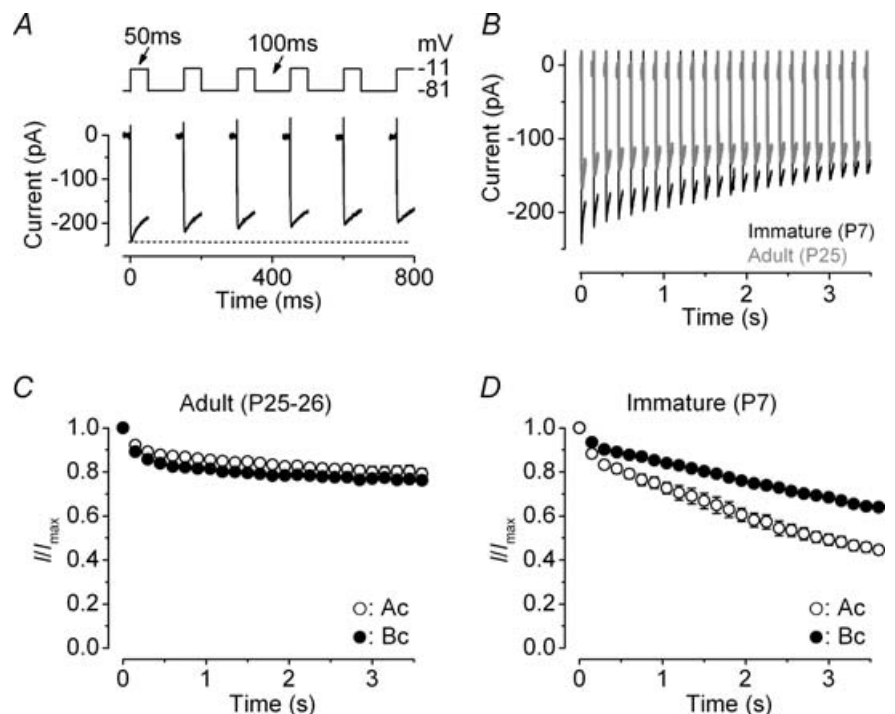 A
50ms
100ms
mV
-11
-81
Current (pA)
0
-100
-200
0
400
800
Time (ms)
B
Current (pA)
0
-100
-200
Immature (P7)
Adult (P25)
0
1
2
3
Time (s)
C
Adult (P25-26)
I/Imax
1.0
0.8
0.6
0.4
0.2
0.0
○: Ac
●: Bc
0
1
2
3
Time (s)
D
Immature (P7)
I/Imax
1.0
0.8
0.6
0.4
0.2
0.0
○: Ac
●: Bc
0
1
2
3
Time (s)